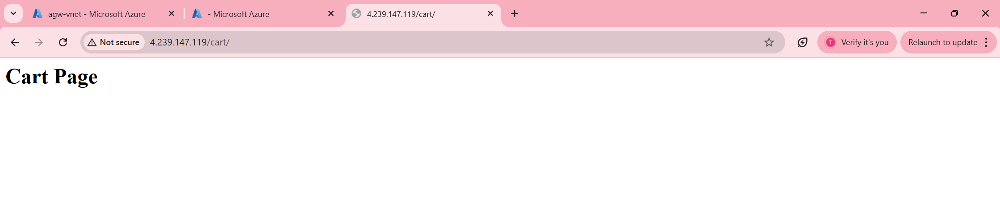 agw-vnet - Microsoft Azure
- Microsoft Azure
4.239.147.119/cart/
Not secure
4.239.147.119/cart/
T
Verify it's you
Relaunch to update
Cart Page